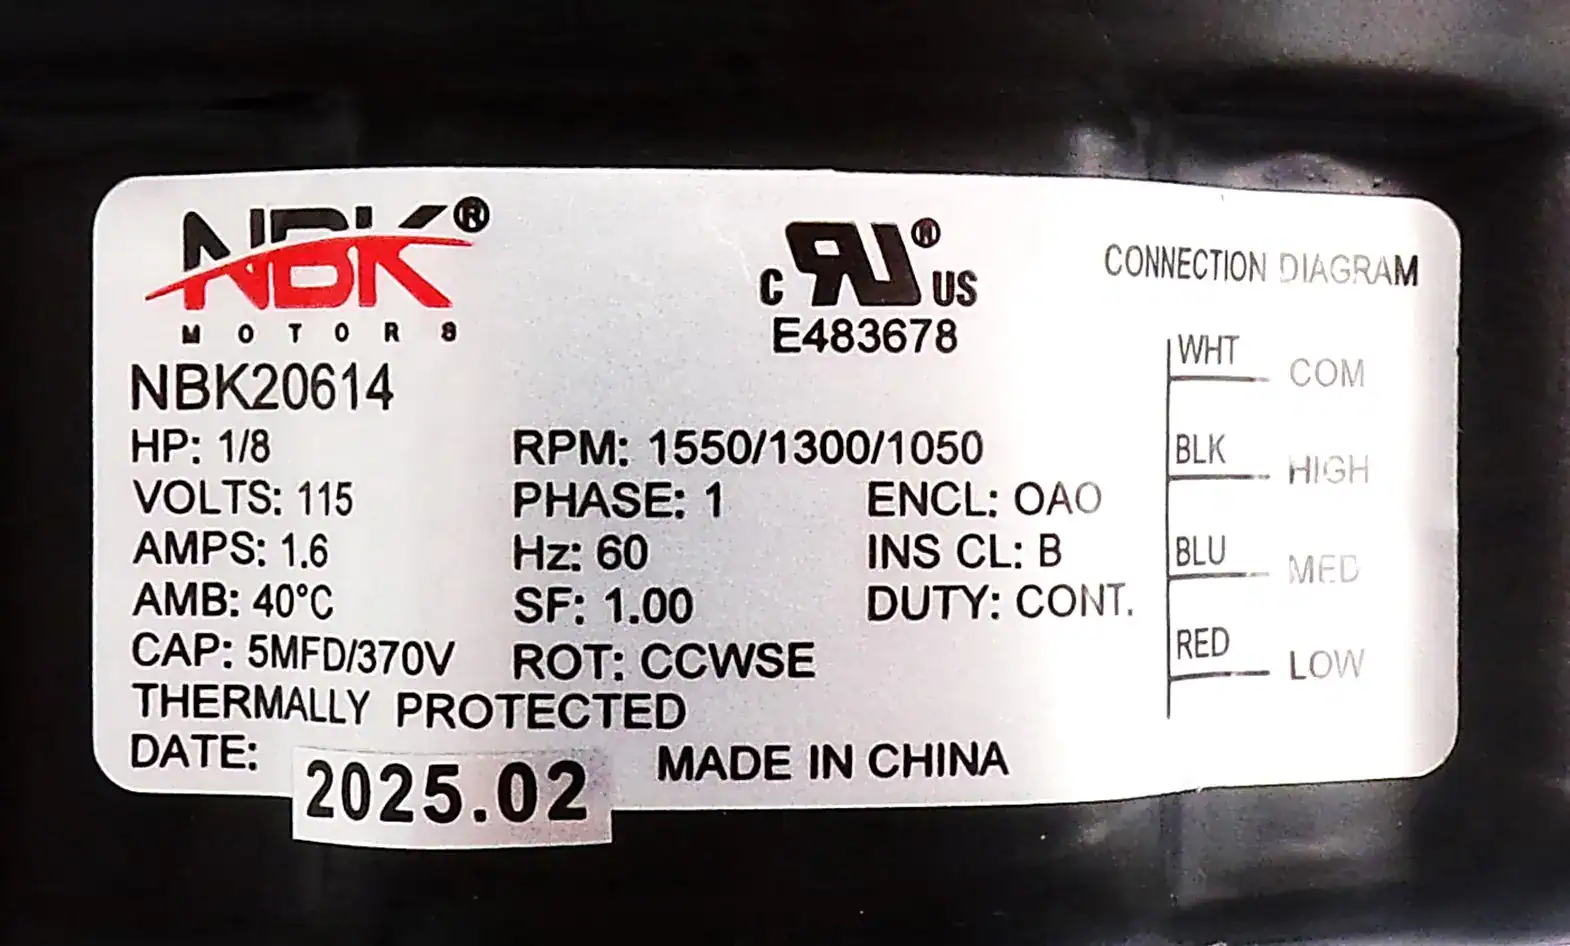 NBK®
MOTORS
NBK20614
HP: 1/8
VOLTS: 115
AMPS: 1.6
AMB: 40°C
CAP: 5MFD/370V
RPM: 1550/1300/1050
PHASE: 1
Hz: 60
SF: 1.00
ROT: CCWSE
ENCL: OAO
INS CL: B
DUTY: CONT.
THERMALLY PROTECTED
DATE: 2025.02
MADE IN CHINA
c RU® US
E483678
CONNECTION DIAGRAM
WHT COM
BLK HIGH
BLU MED
RED LOW